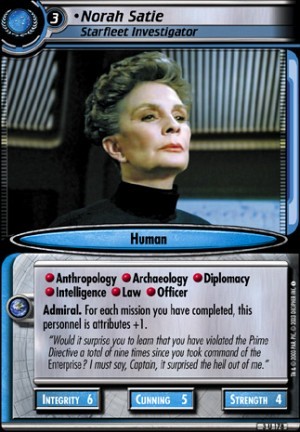 3
•Norah Satie
Starfleet Investigator
Human
Anthropology Archaeology Diplomacy
Intelligence Law Officer
Admiral. For each mission you have completed, this
personnel is attributes +1.
"Would it surprise you to learn that you have violated the Pirme
Directive a total of nine times since you took command of the
Enterprise? I must say, Captain, it surprised the hell out of me."
INTEGRITY 6
CUNNING 5
STRENGTH 4
3 U 178